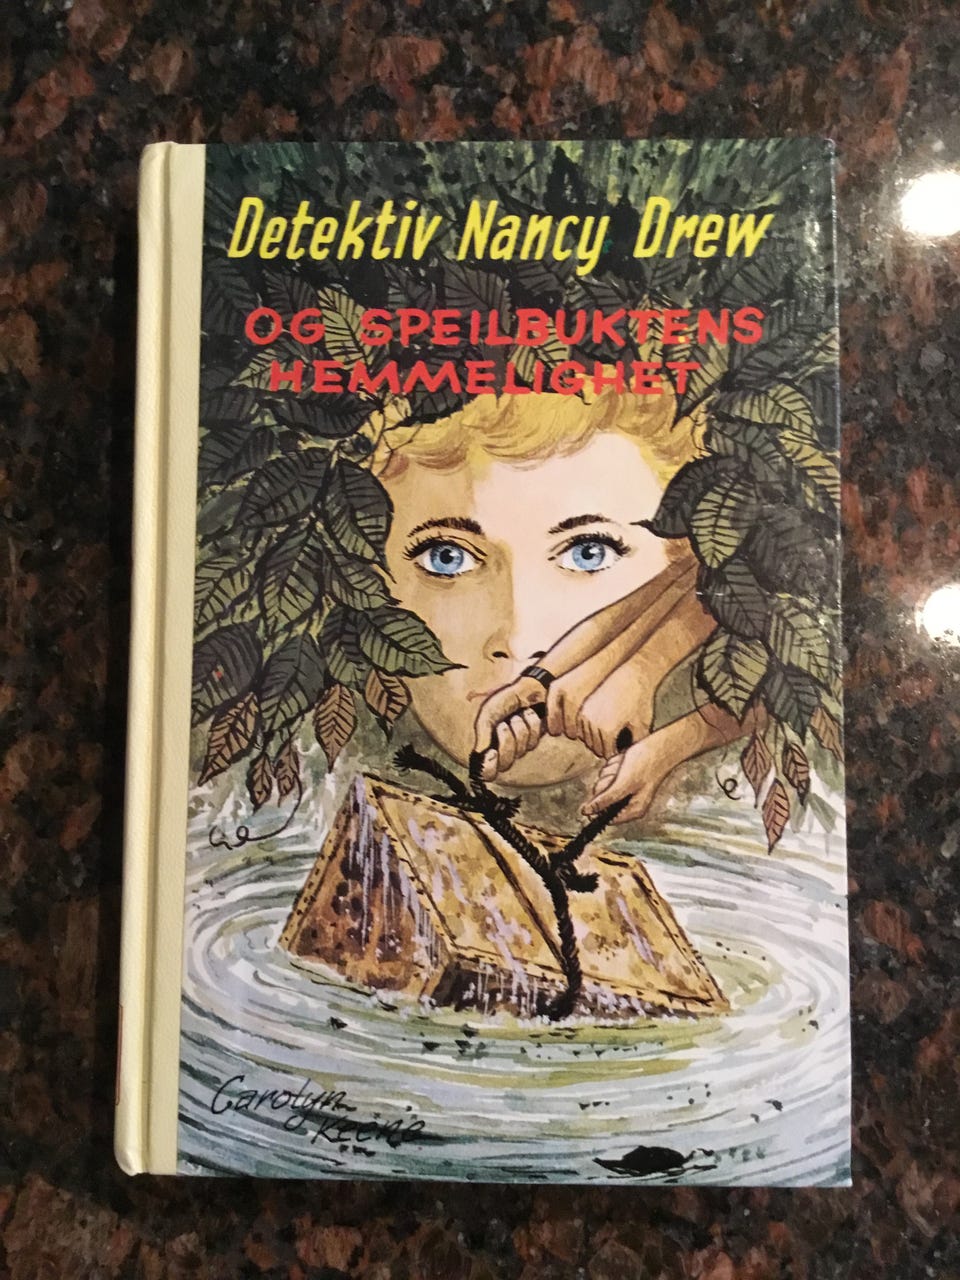 Detektiv Nancy Drew
OG SPEILBUKTENS
HEMMELIGHET
Carolyn
Keene